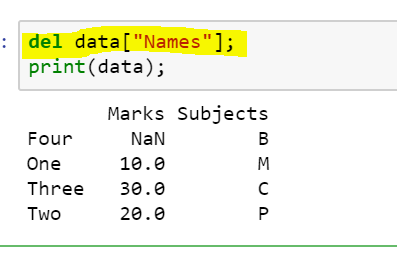 : del data["Names"];
print(data);
Marks Subjects
Four NaN B
One 10.0 M
Three 30.0 C
Two 20.0 P